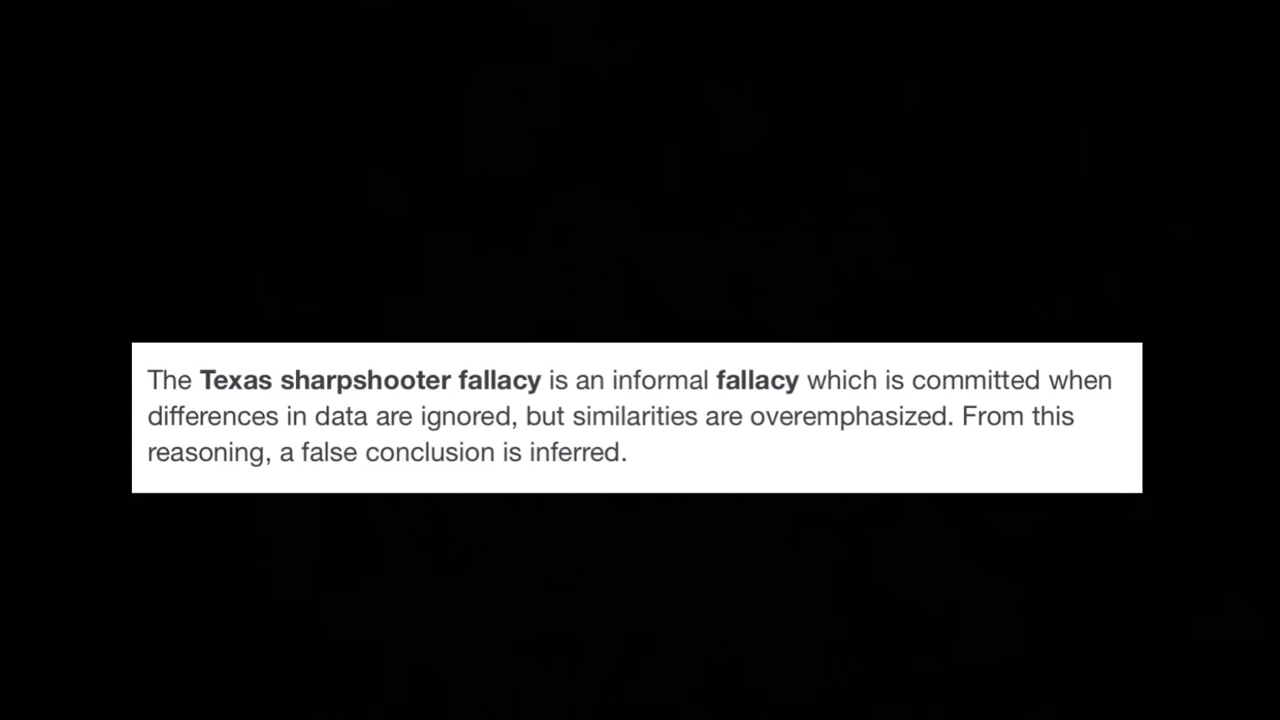 The Texas sharpshooter fallacy is an informal fallacy which is committed when
differences in data are ignored, but similarities are overemphasized. From this
reasoning, a false conclusion is inferred.